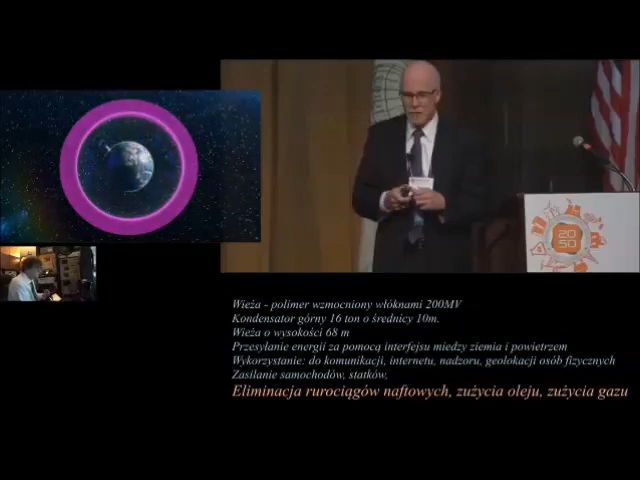 20
50
Wieża - polimer wzmocniony włóknami 200MV
Kondensator górny 16 ton o średnicy 10m.
Wieża o wysokości 68 m
Przesyłanie energii za pomocą interfejsu miedzy ziemia i powietrzem
Wykorzystanie: do komunikacji, internetu, nadzoru, geolokacji osób fizycznych
Zasilanie samochodów, statków,
Eliminacja rurociągów naftowych, zużycia oleju, zużycia gazu